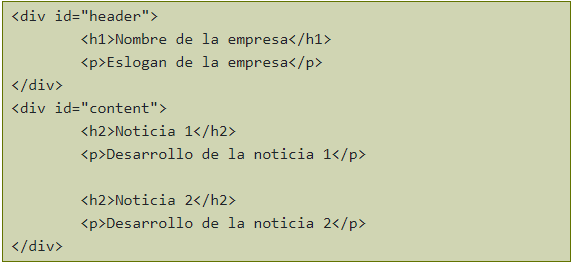 <div id="header">
        <h1>Nombre de la empresa</h1>
        <p>Eslogan de la empresa</p>
</div>
<div id="content">
        <h2>Noticia 1</h2>
        <p>Desarrollo de la noticia 1</p>

        <h2>Noticia 2</h2>
        <p>Desarrollo de la noticia 2</p>
</div>